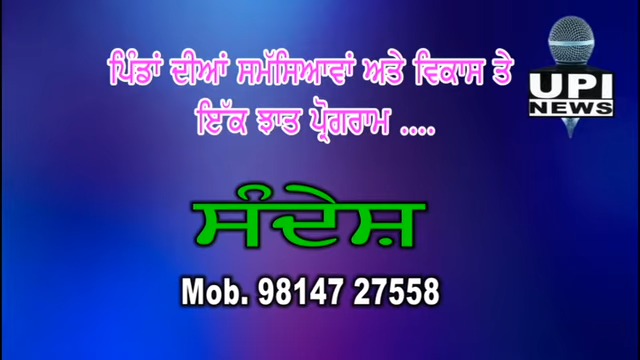 ਪਿੰਡਾਂ ਦੀਆਂ ਸਮੱਸਿਆਵਾਂ ਅਤੇ ਵਿਕਾਸ ਤੇ
ਇੱਕ ਝਾਤ ਪ੍ਰੋਗਰਾਮ ....
UPI
NEWS
ਸੰਦੇਸ਼
Mob. 98147 27558